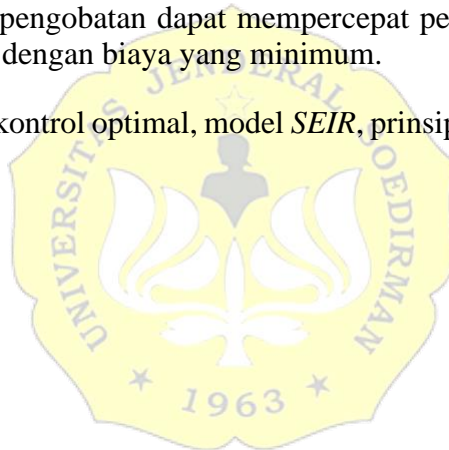 pengobatan dapat mempercepat pe
dengan biaya yang minimum.
kontrol optimal, model SEIR, prinsip
UNIVERSITAS JENDERAL SOEDIRMAN
* 1963 *